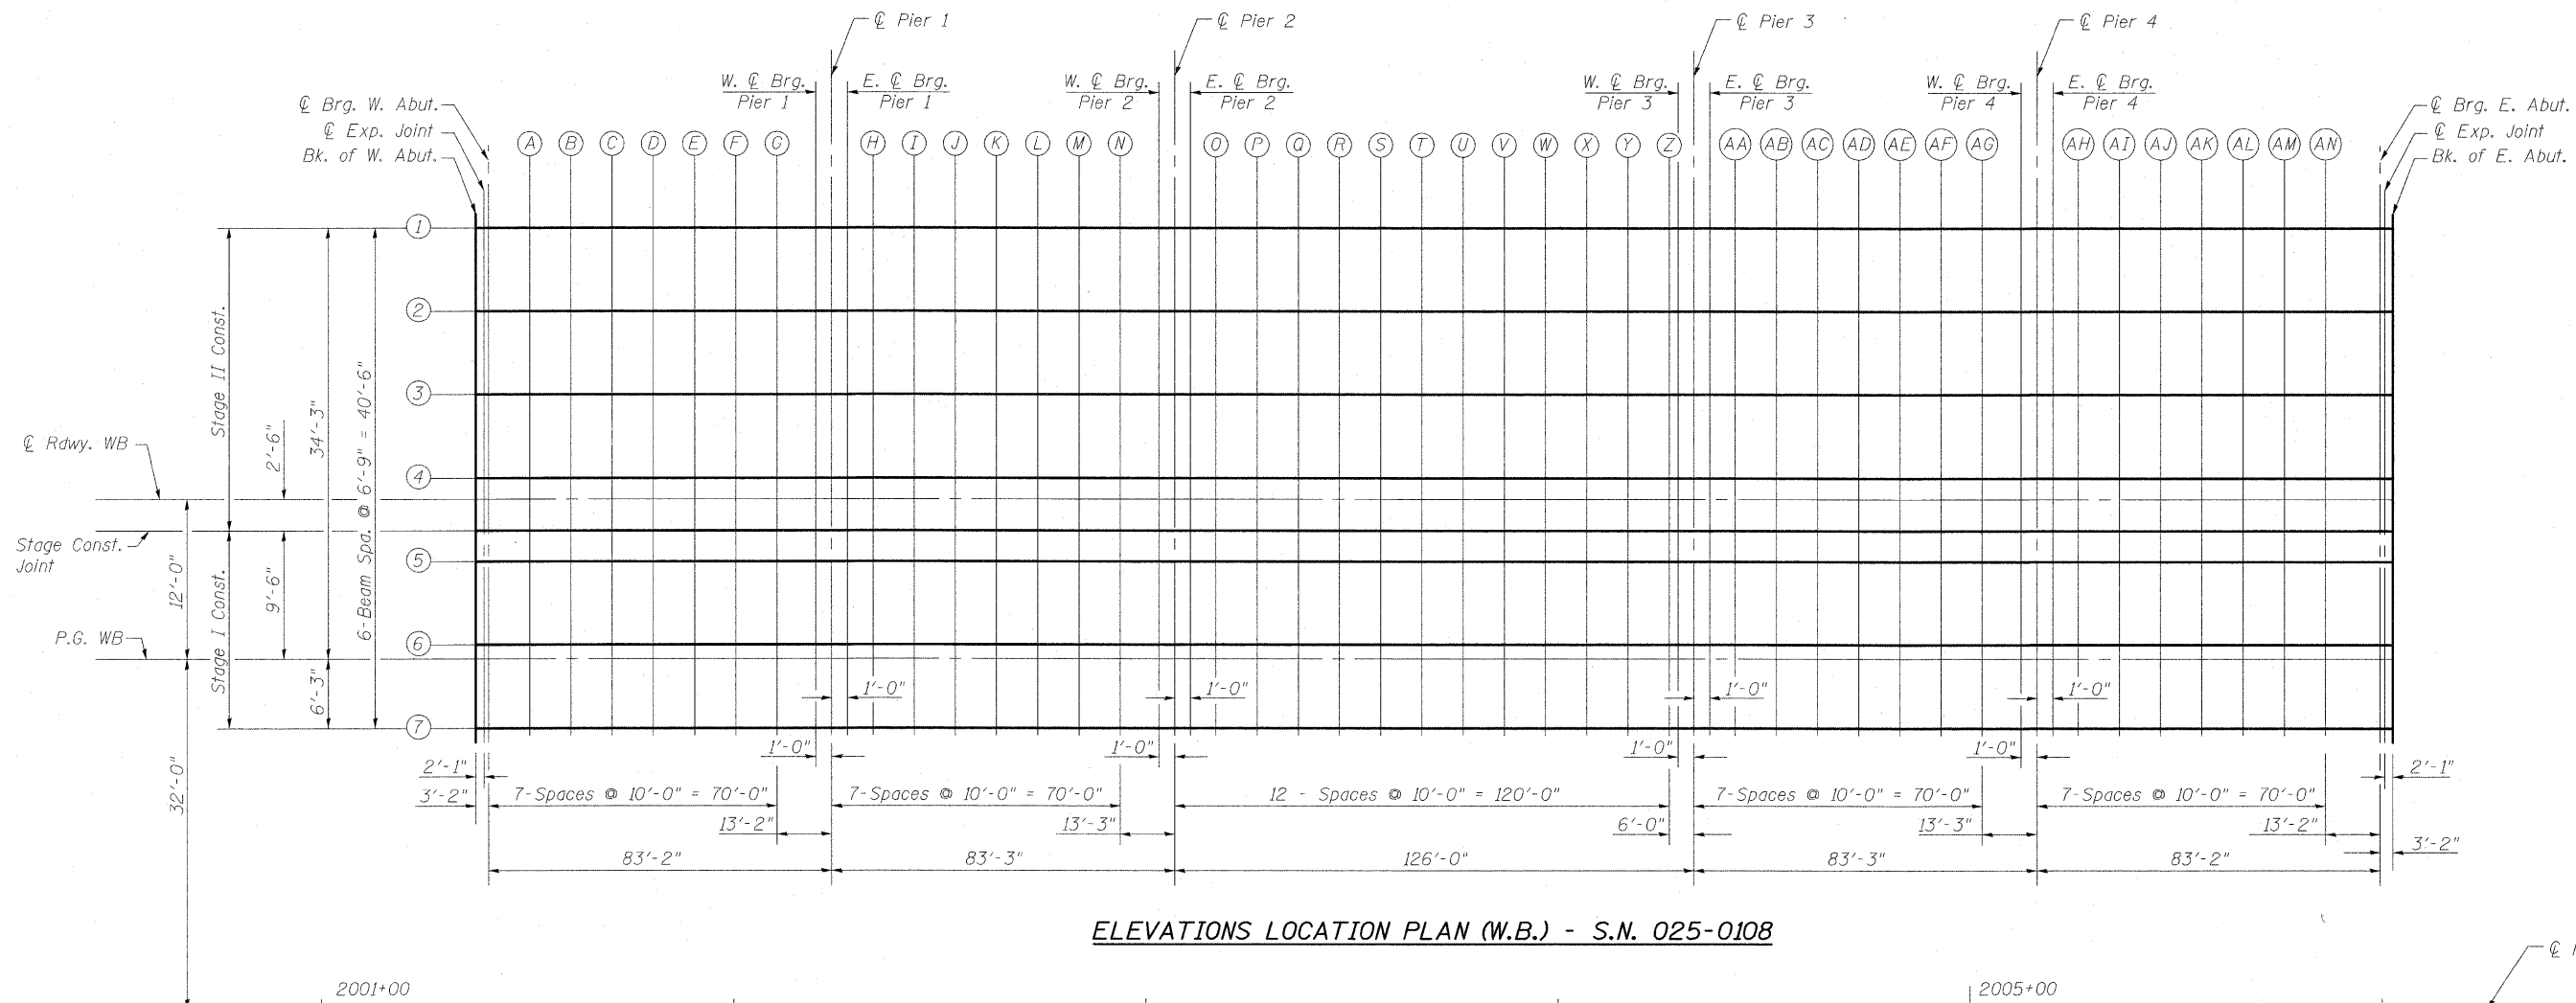 ℄ Pier 1
℄ Pier 2
℄ Pier 3
℄ Pier 4
W. ℄ Brg.
Pier 1
E. ℄ Brg.
Pier 1
W. ℄ Brg.
Pier 2
E. ℄ Brg.
Pier 2
W. ℄ Brg.
Pier 3
E. ℄ Brg.
Pier 3
W. ℄ Brg.
Pier 4
E. ℄ Brg.
Pier 4
℄ Brg. W. Abut.
℄ Exp. Joint
Bk. of W. Abut.
℄ Brg. E. Abut.
℄ Exp. Joint
Bk. of E. Abut.
A B C D E F G H I J K L M N O P Q R S T U V W X Y Z AA AB AC AD AE AF AG AH AI AJ AK AL AM AN
1
2
3
4
5
6
7
Stage II Const.
Stage I Const.
2'-6"
9'-6"
34'-3"
6'-3"
6-Beam Spa. @ 6'-9" = 40'-6"
℄ Rdwy. WB
Stage Const.
Joint
12'-0"
P.G. WB
32'-0"
1'-0"
1'-0"
1'-0"
1'-0"
1'-0"
1'-0"
1'-0"
1'-0"
2'-1"
3'-2"
2'-1"
3'-2"
7-Spaces @ 10'-0" = 70'-0"
7-Spaces @ 10'-0" = 70'-0"
12 - Spaces @ 10'-0" = 120'-0"
7-Spaces @ 10'-0" = 70'-0"
7-Spaces @ 10'-0" = 70'-0"
13'-2"
13'-3"
6'-0"
13'-3"
13'-2"
83'-2"
83'-3"
126'-0"
83'-3"
83'-2"
ELEVATIONS LOCATION PLAN (W.B.) - S.N. 025-0108
℄
2001+00
2005+00